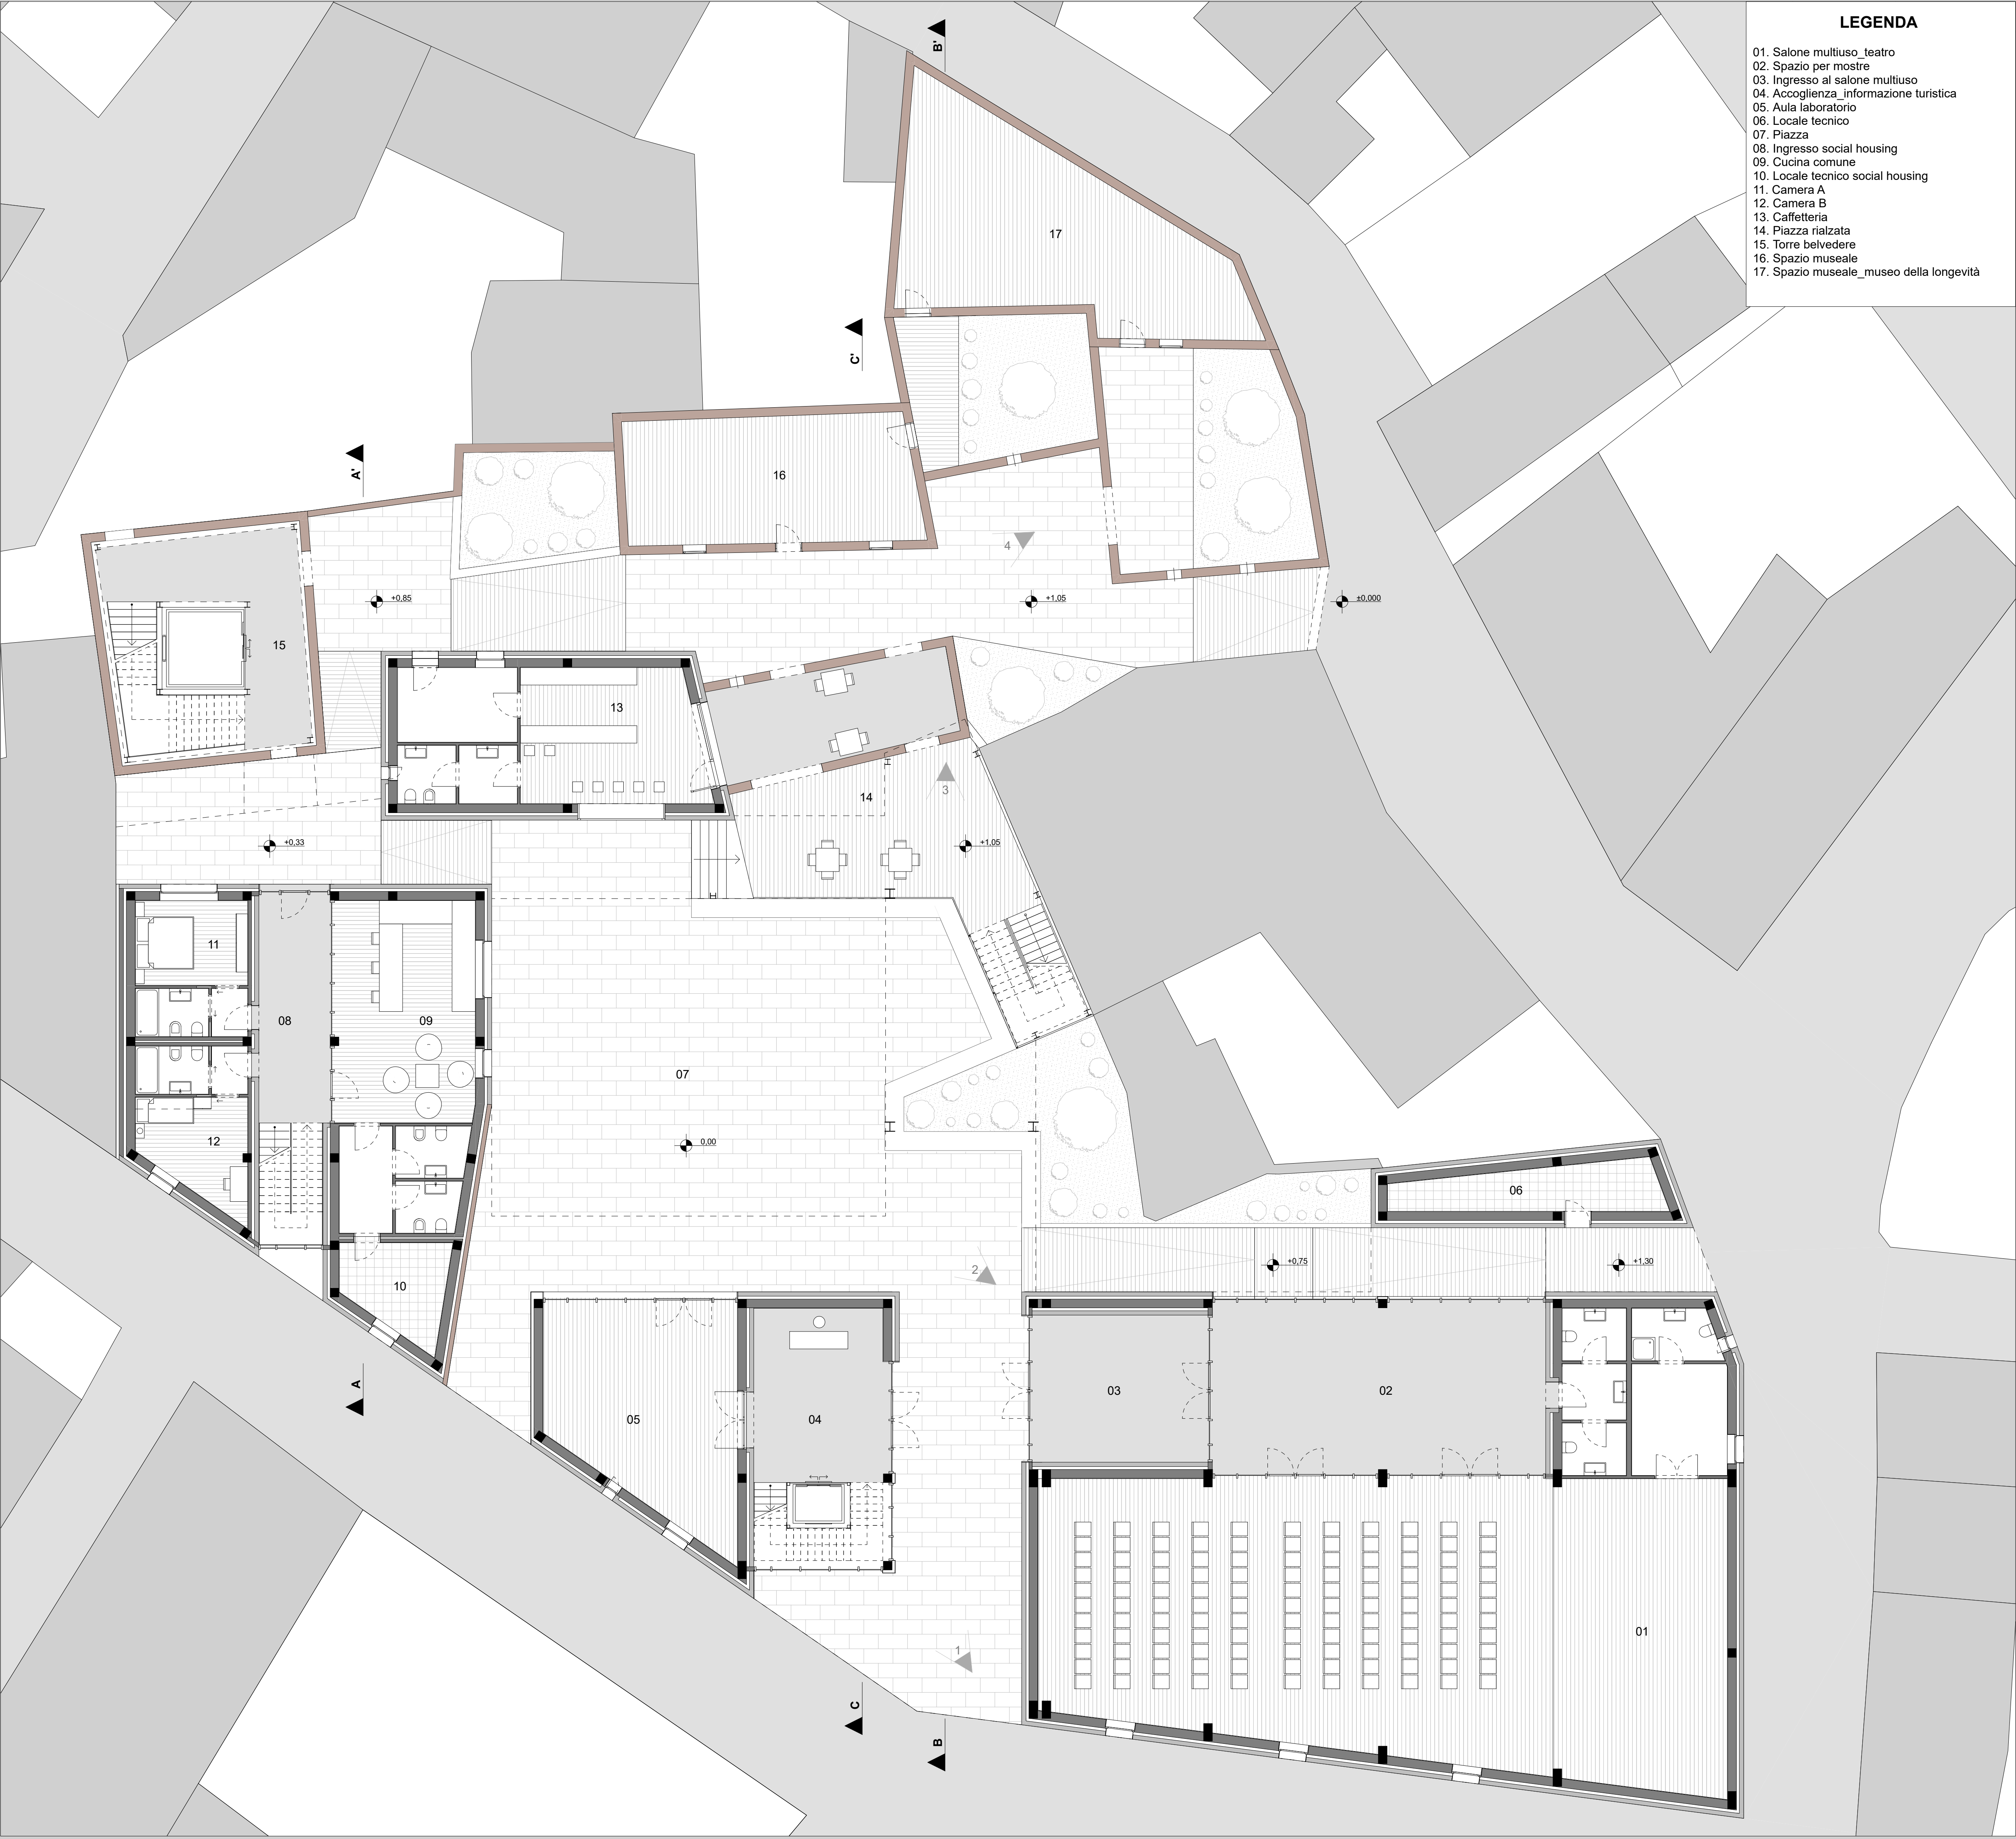 LEGENDA
01. Salone multiuso_teatro
02. Spazio per mostre
03. Ingresso al salone multiuso
04. Accoglienza_informazione turistica
05. Aula laboratorio
06. Locale tecnico
07. Piazza
08. Ingresso social housing
09. Cucina comune
10. Locale tecnico social housing
11. Camera A
12. Camera B
13. Caffetteria
14. Piazza rialzata
15. Torre belvedere
16. Spazio museale
17. Spazio museale_museo della longevità
B'
17
C'
A'
16
4
+0,85
+1,05
±0,000
15
13
14
3
+0,33
+1,05
11
08
09
07
12
0,00
06
10
2
+0,75
+1,30
A
05
04
03
02
1
01
C
B